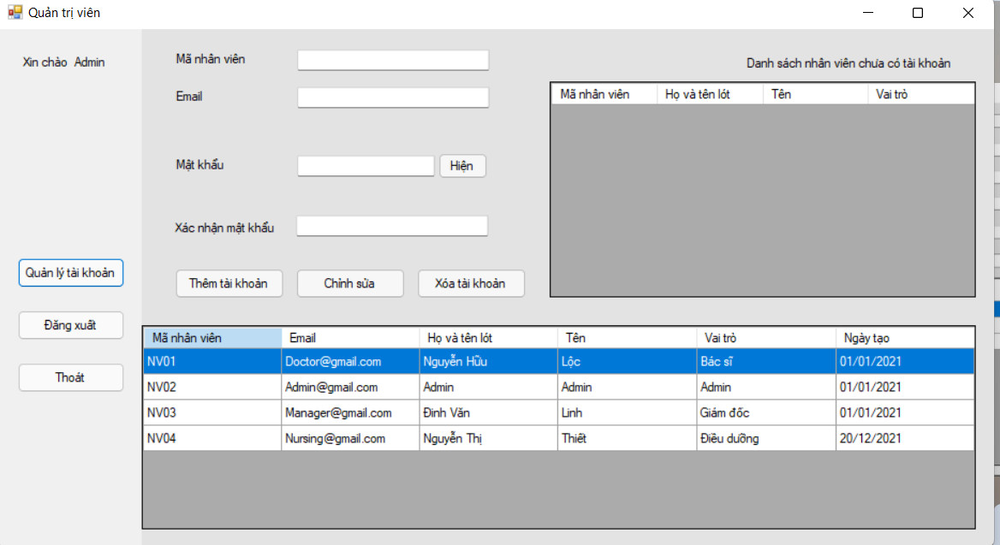 Quản trị viên
Xin chào Admin
Mã nhân viên
Email
Mật khẩu
Hiện
Xác nhận mật khẩu
Thêm tài khoản Chỉnh sửa Xóa tài khoản
Danh sách nhân viên chưa có tài khoản
Mã nhân viên Họ và tên lót Tên Vai trò
Quản lý tài khoản
Đăng xuất
Thoát
Mã nhân viên Email Họ và tên lót Tên Vai trò Ngày tạo
NV01 Doctor@gmail.com Nguyễn Hữu Lộc Bác sĩ 01/01/2021
NV02 Admin@gmail.com Admin Admin Admin 01/01/2021
NV03 Manager@gmail.com Đinh Văn Linh Giám đốc 01/01/2021
NV04 Nursing@gmail.com Nguyễn Thị Thiết Điều dưỡng 20/12/2021